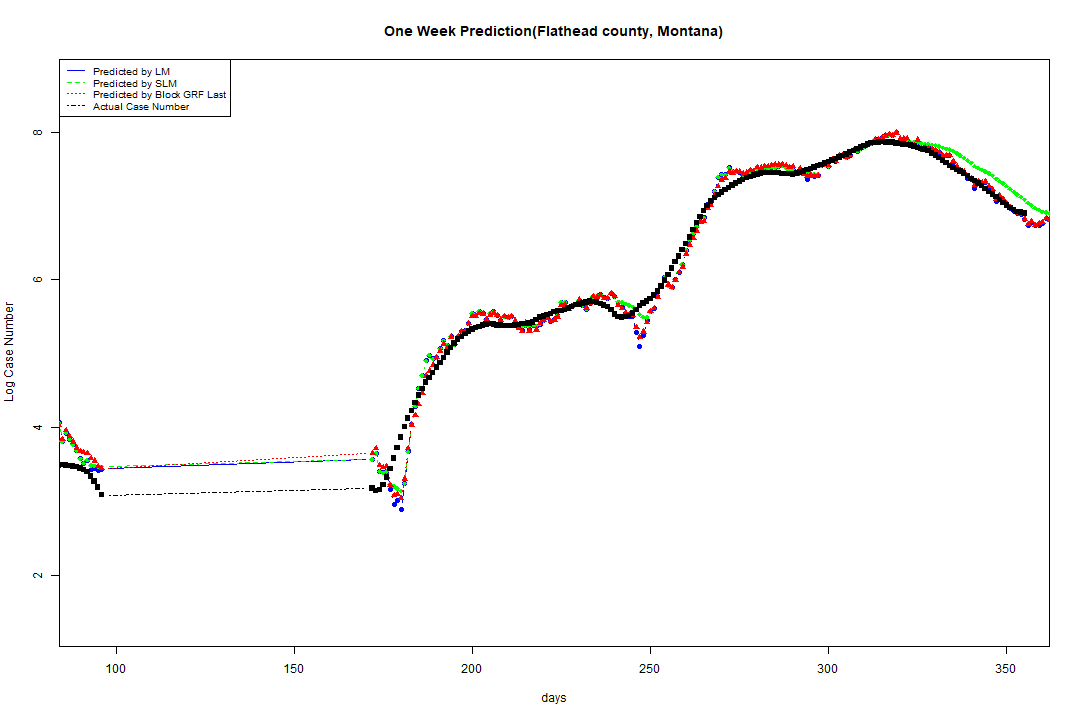 One Week Prediction(Flathead county, Montana)
Predicted by LM
Predicted by SLM
Predicted by Block GRF Last
Actual Case Number
8
6
4
2
Log Case Number
100 150 200 250 300 350
days